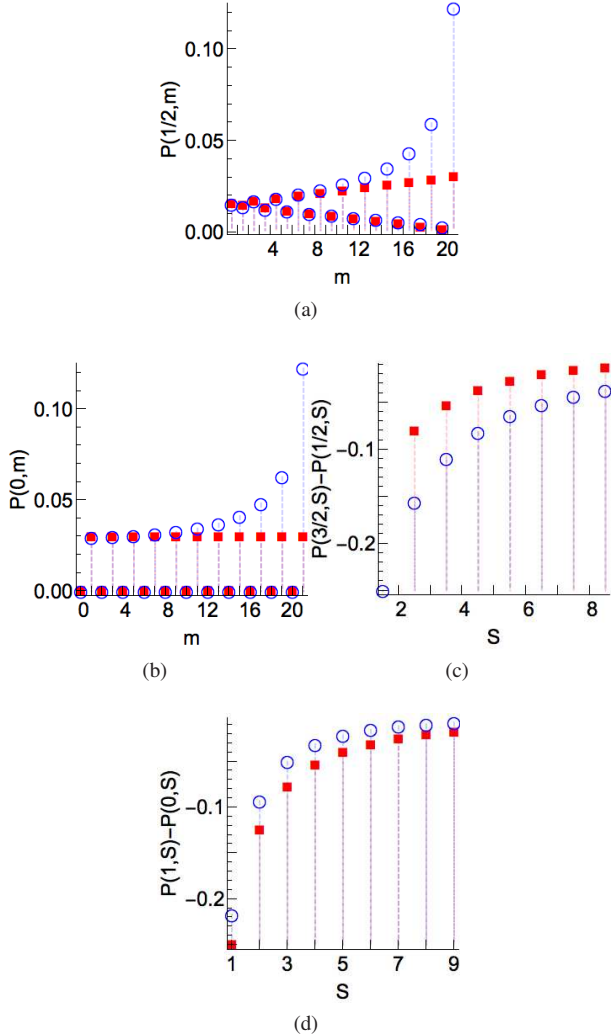 P(1/2,m)
0.10
0.05
0.00
4 8 12 16 20
m
(a)
P(0,m)
0.10
0.05
0.00
0 4 8 12 16 20
m
(b)
P(3/2,S)−P(1/2,S)
−0.1
−0.2
2 4 6 8
S
(c)
P(1,S)−P(0,S)
−0.1
−0.2
1 3 5 7 9
S
(d)